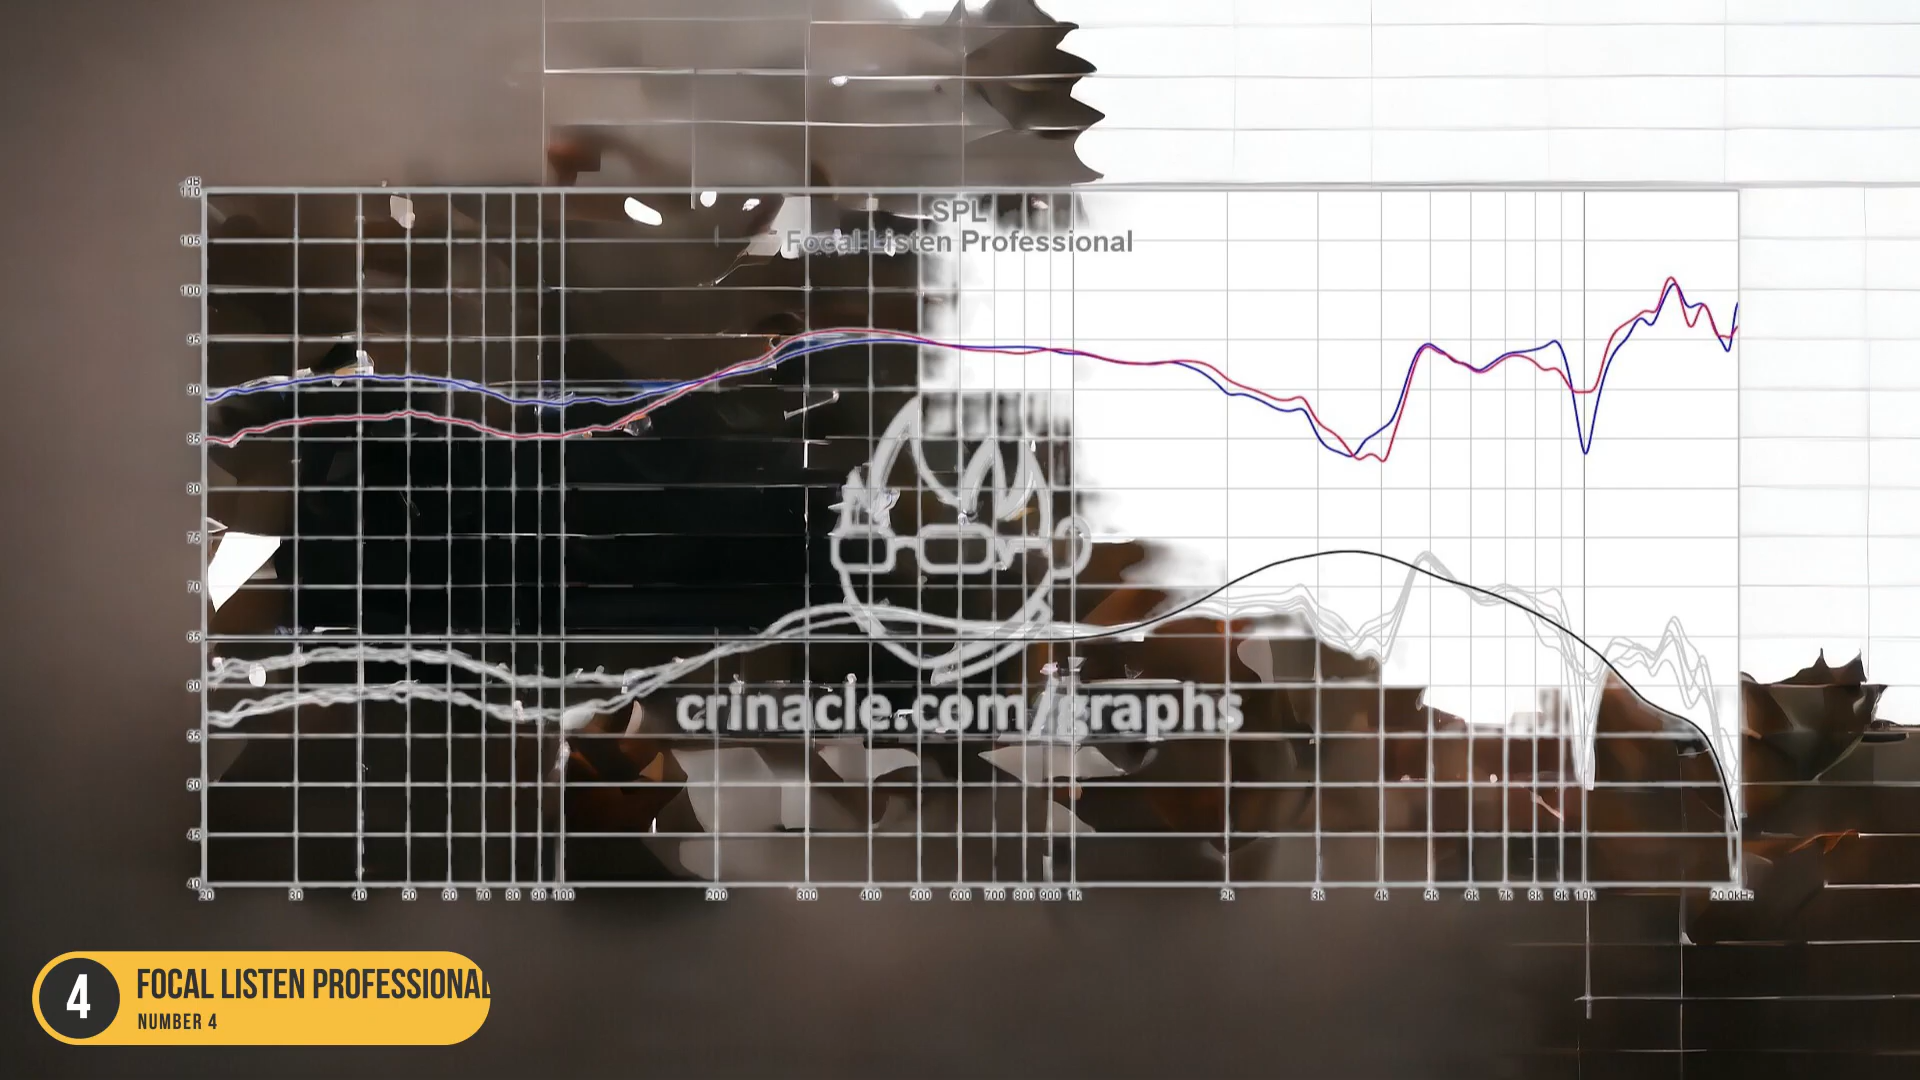 dB
110
SPL
Focal Listen Professional
105
100
95
90
85
80
75
70
65
60
crinacle.com/graphs
55
50
45
40
20 30 40 50 60 70 80 90 100 200 300 400 500 600 700 800 900 1k 2k 3k 4k 5k 6k 7k 8k 9k 10k 20.0kHz
4
FOCAL LISTEN PROFESSIONAL
NUMBER 4